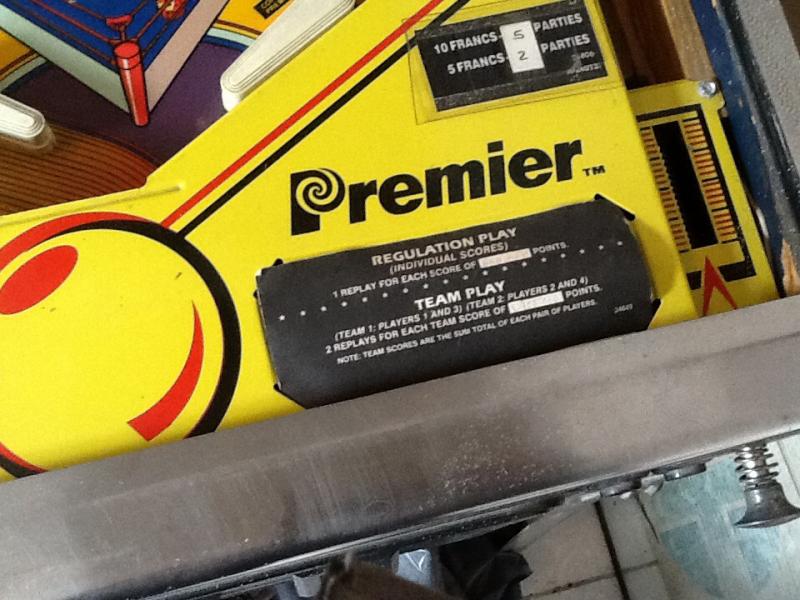 10 FRANCS- 5 PARTIES
5 FRANCS- 2 PARTIES
Premier™
REGULATION PLAY
(INDIVIDUAL SCORES)
1 REPLAY FOR EACH SCORE OF POINTS.
TEAM PLAY
(TEAM 1: PLAYERS 1 AND 3) (TEAM 2: PLAYERS 2 AND 4)
2 REPLAYS FOR EACH TEAM SCORE OF POINTS.
NOTE: TEAM SCORES ARE THE SUM TOTAL OF EACH PAIR OF PLAYERS.
24649